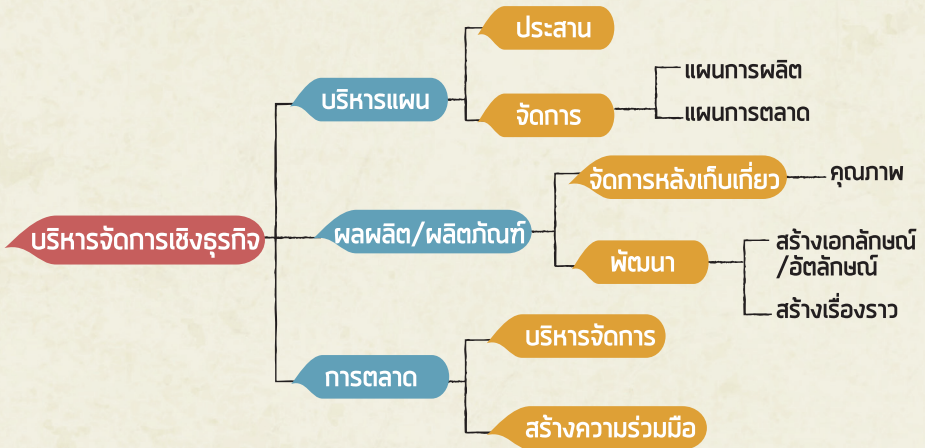 บริหารจัดการเชิงธุรกิจ
บริหารแผน
ประสาน
จัดการ
แผนการผลิต
แผนการตลาด
ผลผลิต/ผลิตภัณฑ์
จัดการหลังเก็บเกี่ยว
คุณภาพ
พัฒนา
สร้างเอกลักษณ์
/อัตลักษณ์
สร้างเรื่องราว
การตลาด
บริหารจัดการ
สร้างความร่วมมือ